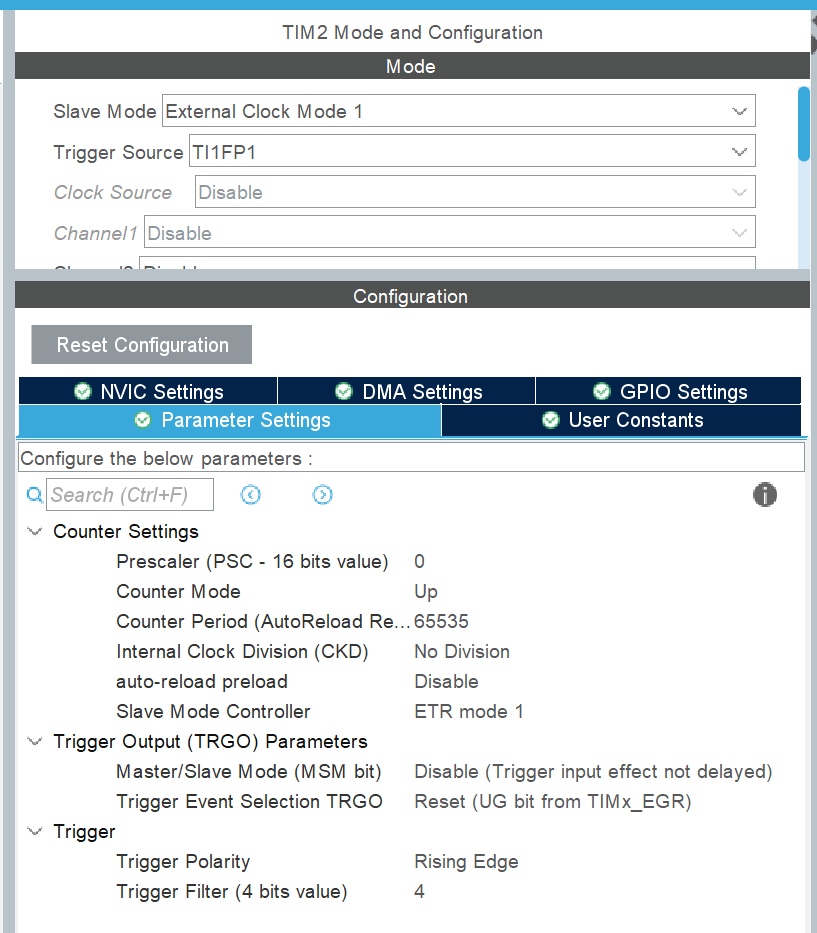 TIM2 Mode and Configuration
Mode
Slave Mode External Clock Mode 1
Trigger Source TI1FP1
Clock Source Disable
Channel1 Disable
Configuration
Reset Configuration
NVIC Settings DMA Settings GPIO Settings
Parameter Settings User Constants
Configure the below parameters :
Search (Ctrl+F)
Counter Settings
Prescaler (PSC - 16 bits value) 0
Counter Mode Up
Counter Period (AutoReload Re... 65535
Internal Clock Division (CKD) No Division
auto-reload preload Disable
Slave Mode Controller ETR mode 1
Trigger Output (TRGO) Parameters
Master/Slave Mode (MSM bit) Disable (Trigger input effect not delayed)
Trigger Event Selection TRGO Reset (UG bit from TIMx_EGR)
Trigger
Trigger Polarity Rising Edge
Trigger Filter (4 bits value) 4